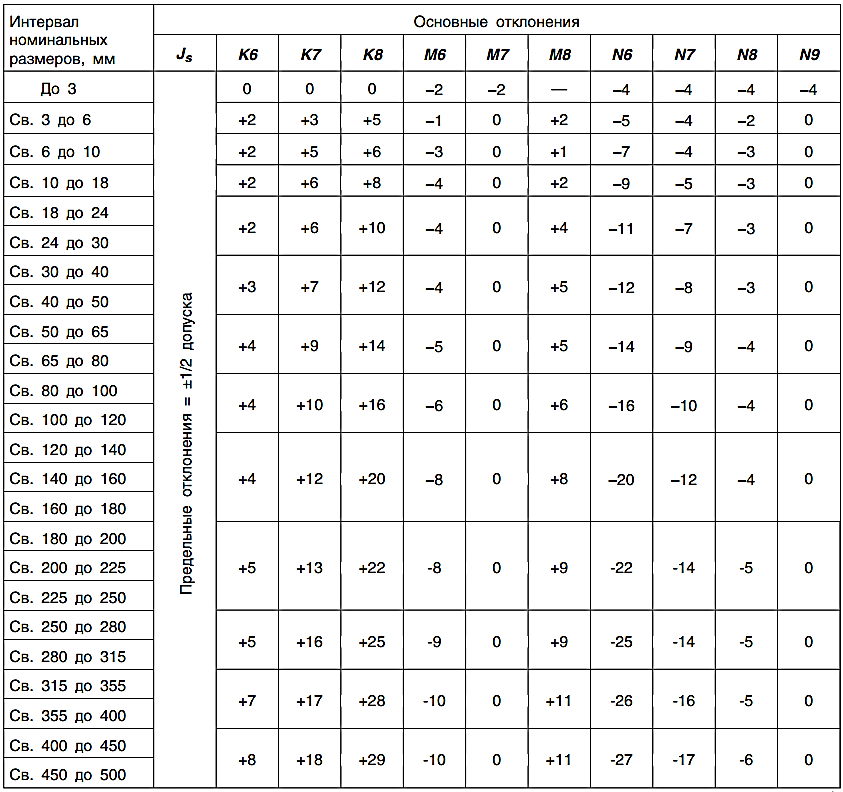 Интервал номинальных размеров, мм | Основные отклонения
Js | K6 | K7 | K8 | M6 | M7 | M8 | N6 | N7 | N8 | N9
До 3 | Предельные отклонения = ±1/2 допуска | 0 | 0 | 0 | –2 | –2 | — | –4 | –4 | –4 | –4
Св. 3 до 6 | +2 | +3 | +5 | –1 | 0 | +2 | –5 | –4 | –2 | 0
Св. 6 до 10 | +2 | +5 | +6 | –3 | 0 | +1 | –7 | –4 | –3 | 0
Св. 10 до 18 | +2 | +6 | +8 | –4 | 0 | +2 | –9 | –5 | –3 | 0
Св. 18 до 24 | +2 | +6 | +10 | –4 | 0 | +4 | –11 | –7 | –3 | 0
Св. 24 до 30
Св. 30 до 40 | +3 | +7 | +12 | –4 | 0 | +5 | –12 | –8 | –3 | 0
Св. 40 до 50
Св. 50 до 65 | +4 | +9 | +14 | –5 | 0 | +5 | –14 | –9 | –4 | 0
Св. 65 до 80
Св. 80 до 100 | +4 | +10 | +16 | –6 | 0 | +6 | –16 | –10 | –4 | 0
Св. 100 до 120
Св. 120 до 140
Св. 140 до 160 | +4 | +12 | +20 | –8 | 0 | +8 | –20 | –12 | –4 | 0
Св. 160 до 180
Св. 180 до 200
Св. 200 до 225 | +5 | +13 | +22 | -8 | 0 | +9 | -22 | -14 | -5 | 0
Св. 225 до 250
Св. 250 до 280 | +5 | +16 | +25 | -9 | 0 | +9 | -25 | -14 | -5 | 0
Св. 280 до 315
Св. 315 до 355 | +7 | +17 | +28 | -10 | 0 | +11 | -26 | -16 | -5 | 0
Св. 355 до 400
Св. 400 до 450 | +8 | +18 | +29 | -10 | 0 | +11 | -27 | -17 | -6 | 0
Св. 450 до 500